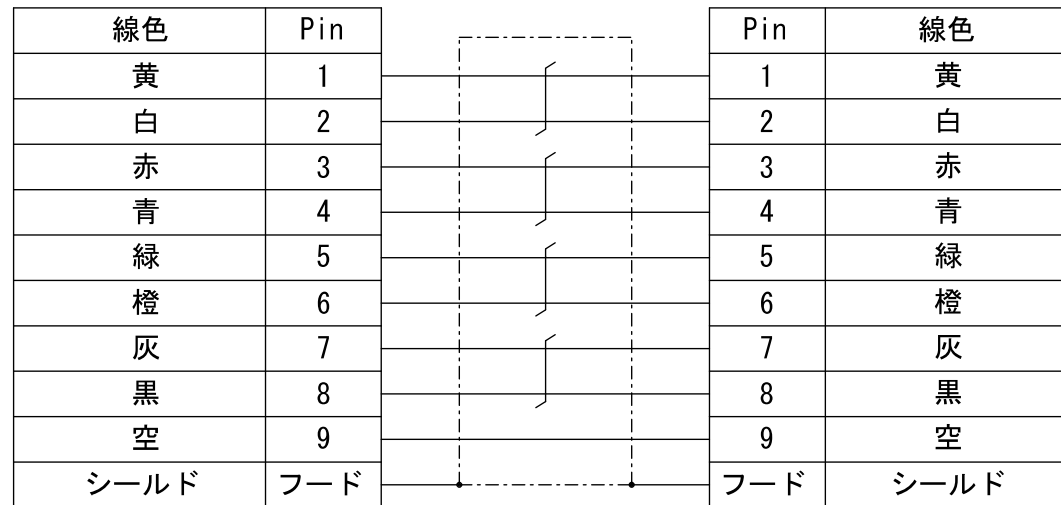 線色 Pin Pin 線色
黄 1 1 黄
白 2 2 白
赤 3 3 赤
青 4 4 青
緑 5 5 緑
橙 6 6 橙
灰 7 7 灰
黒 8 8 黒
空 9 9 空
シールド フード フード シールド